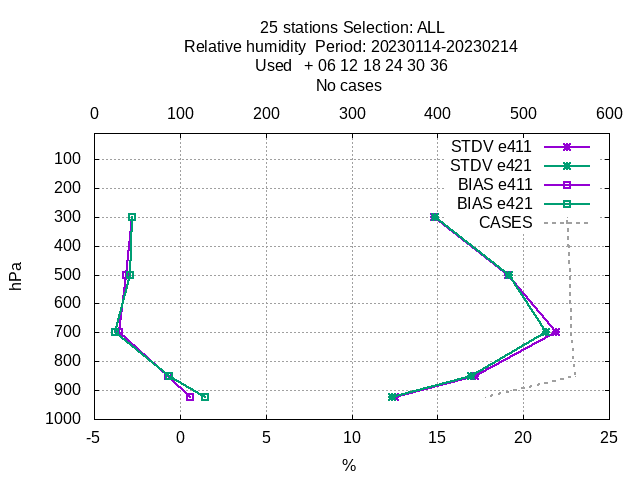 25 stations Selection: ALL
Relative humidity  Period: 20230114-20230214
Used   + 06 12 18 24 30 36
No cases
0 100 200 300 400 500 600
STDV e411
STDV e421
BIAS e411
BIAS e421
CASES
100
200
300
400
500
600
700
800
900
1000
hPa
-5 0 5 10 15 20 25
%